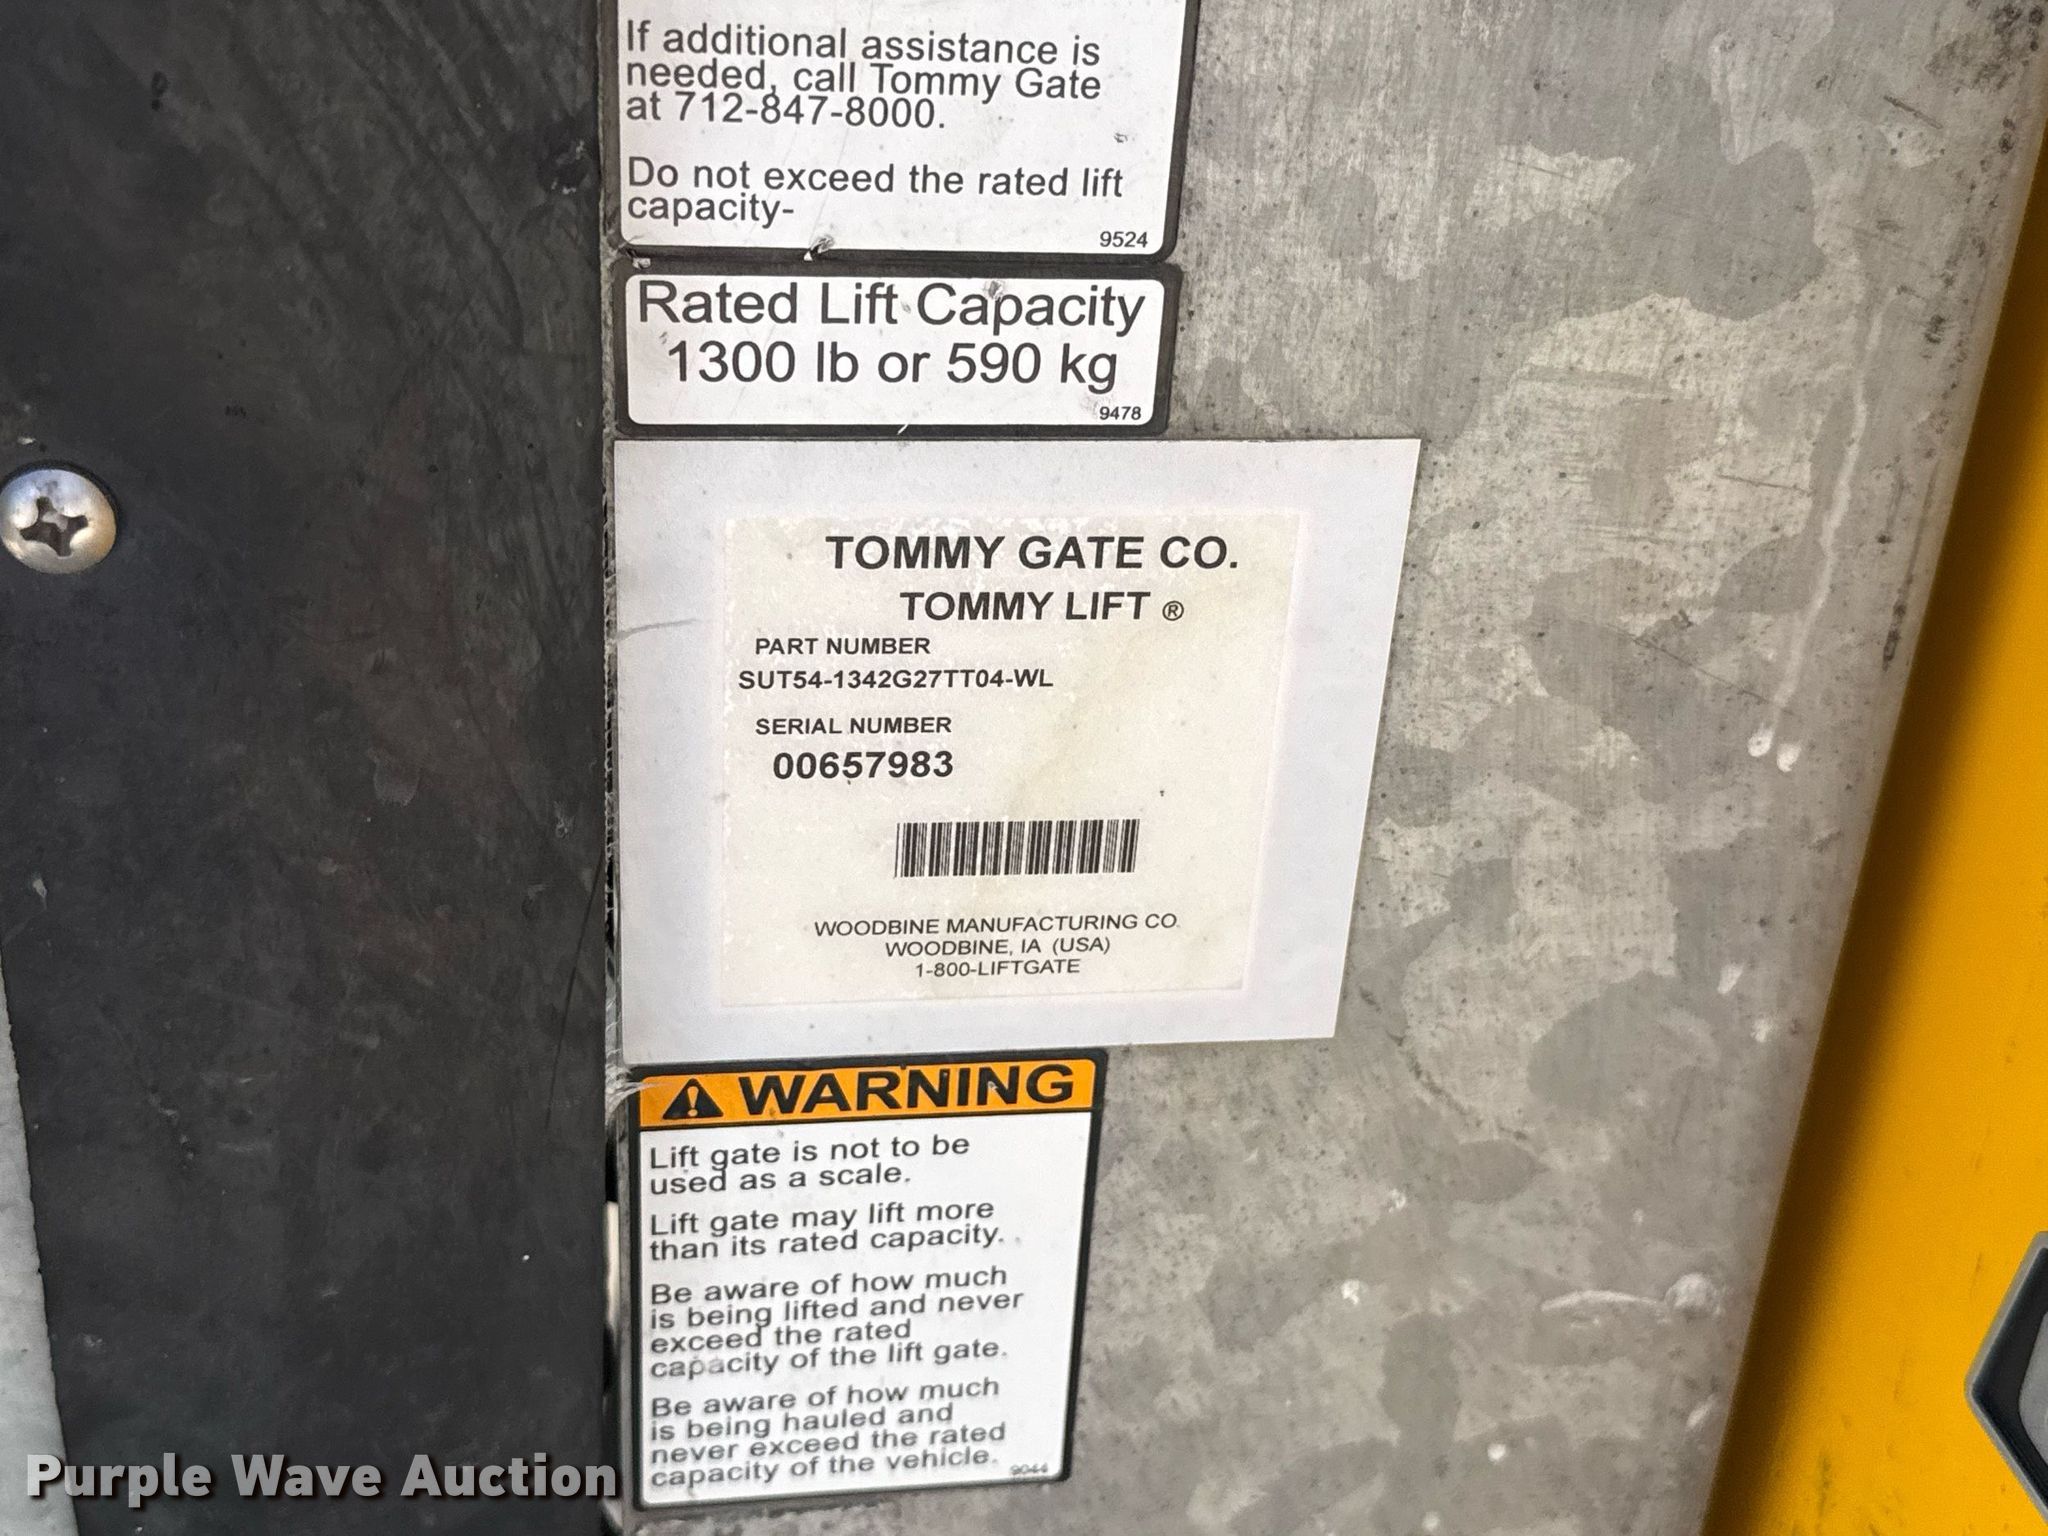 If additional assistance is
needed, call Tommy Gate
at 712-847-8000.
Do not exceed the rated lift
capacity-
9524
Rated Lift Capacity
1300 lb or 590 kg
9478
TOMMY GATE CO.
TOMMY LIFT ®
PART NUMBER
SUT54-1342G27TT04-WL
SERIAL NUMBER
00657983
WOODBINE MANUFACTURING CO.
WOODBINE, IA (USA)
1-800-LIFTGATE
WARNING
Lift gate is not to be
used as a scale.
Lift gate may lift more
than its rated capacity.
Be aware of how much
is being lifted and never
exceed the rated
capacity of the lift gate.
Be aware of how much
is being hauled and
never exceed the rated
capacity of the vehicle.
9044
Purple Wave Auction